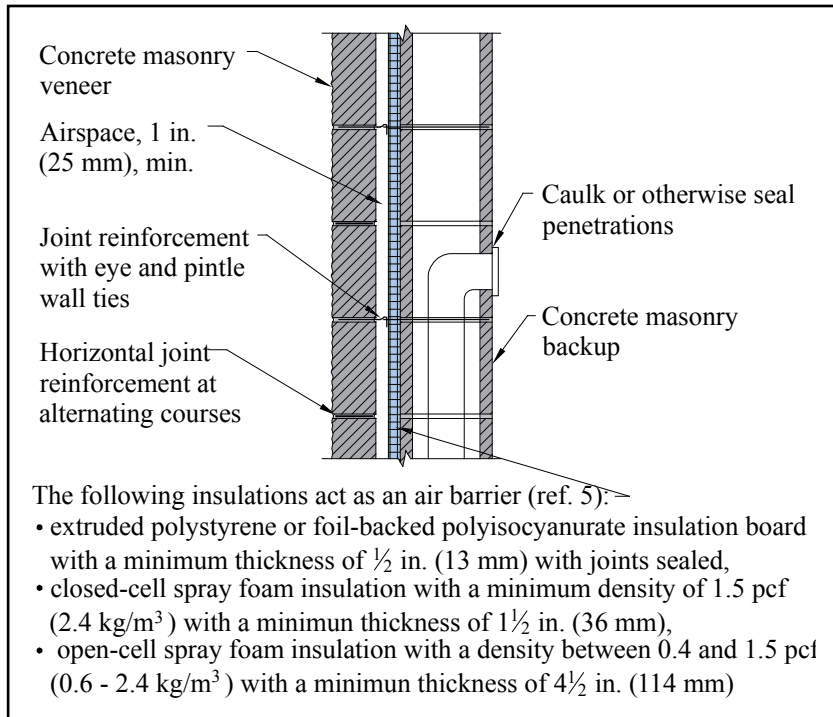 Concrete masonry
veneer
Airspace, 1 in.
(25 mm), min.
Joint reinforcement
with eye and pintle
wall ties
Horizontal joint
reinforcement at
alternating courses
Caulk or otherwise seal
penetrations
Concrete masonry
backup
The following insulations act as an air barrier (ref. 5):
• extruded polystyrene or foil-backed polyisocyanurate insulation board
with a minimum thickness of ½ in. (13 mm) with joints sealed,
• closed-cell spray foam insulation with a minimum density of 1.5 pcf
(2.4 kg/m³ ) with a minimun thickness of 1½ in. (36 mm),
• open-cell spray foam insulation with a density between 0.4 and 1.5 pcf
(0.6 - 2.4 kg/m³ ) with a minimun thickness of 4½ in. (114 mm)